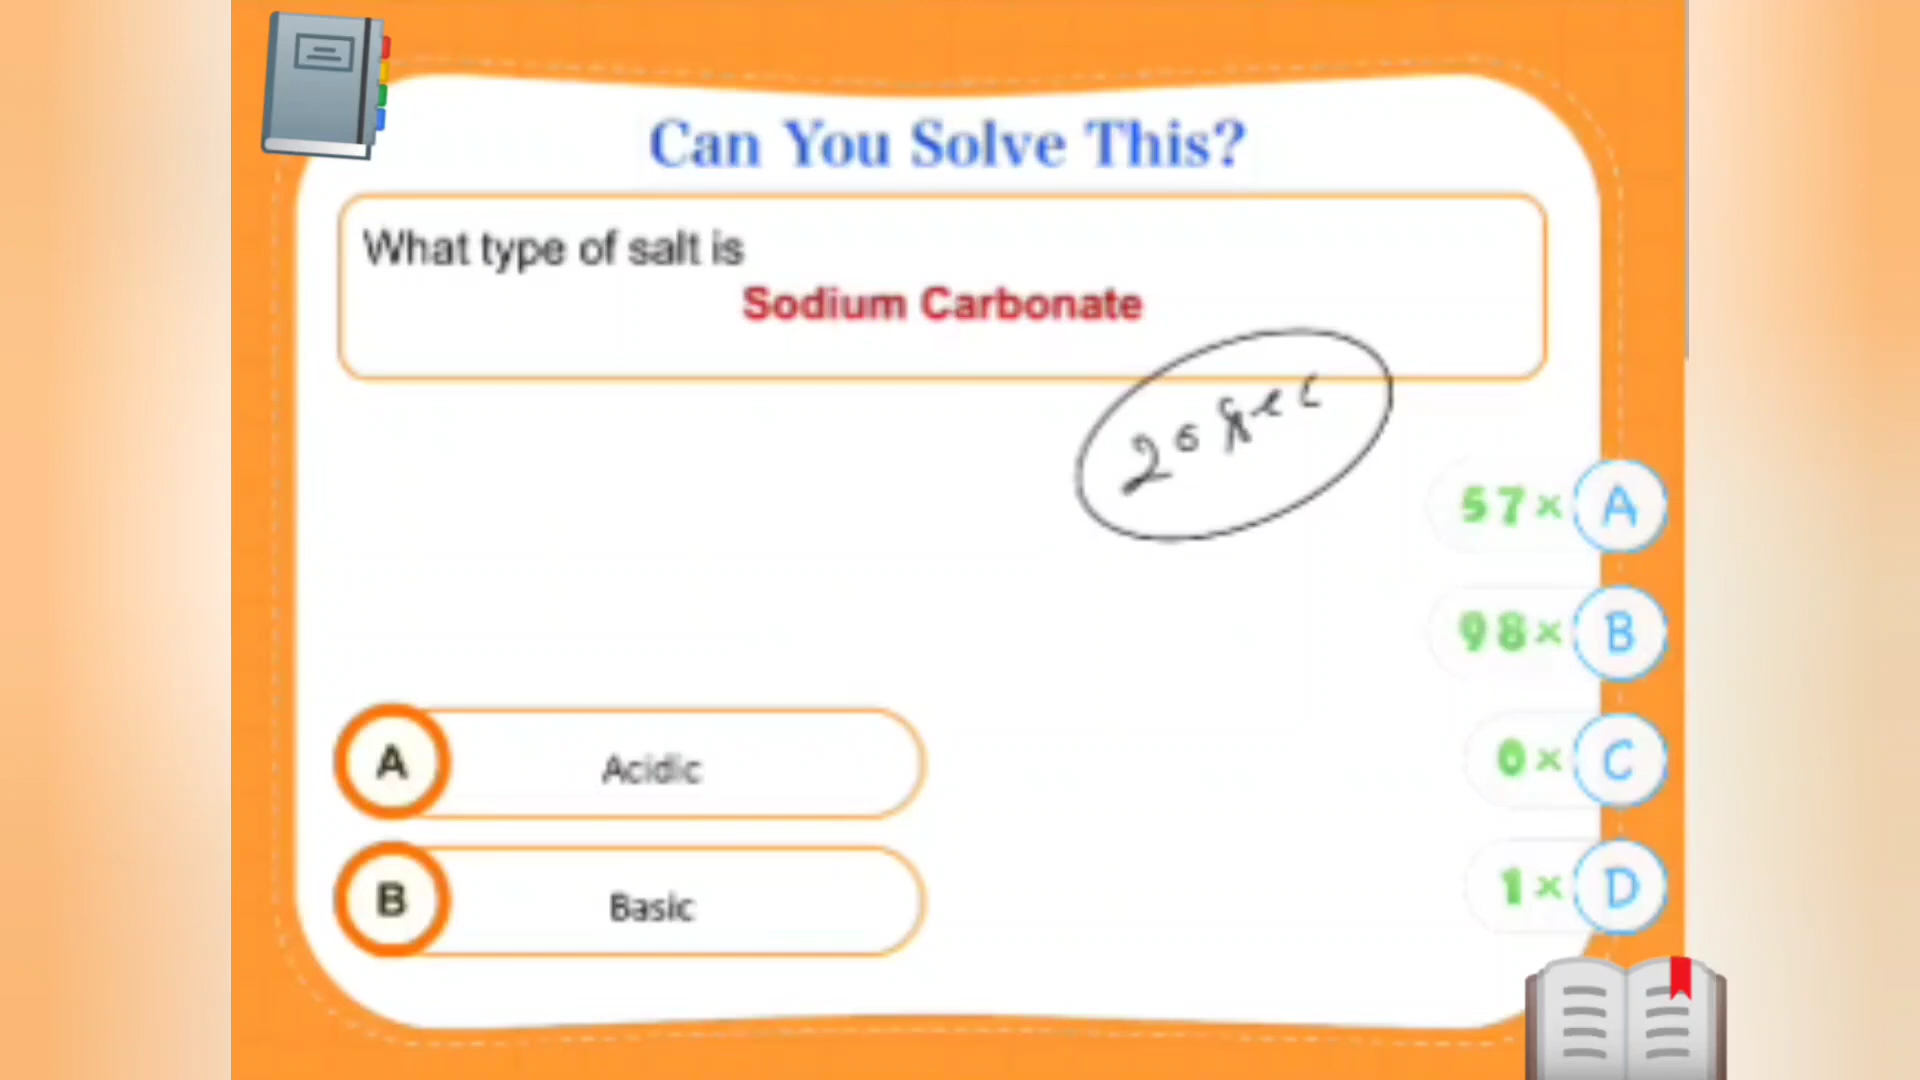 Can You Solve This?
What type of salt is
Sodium Carbonate
20 sec
57× A
98× B
0× C
1× D
A Acidic
B Basic